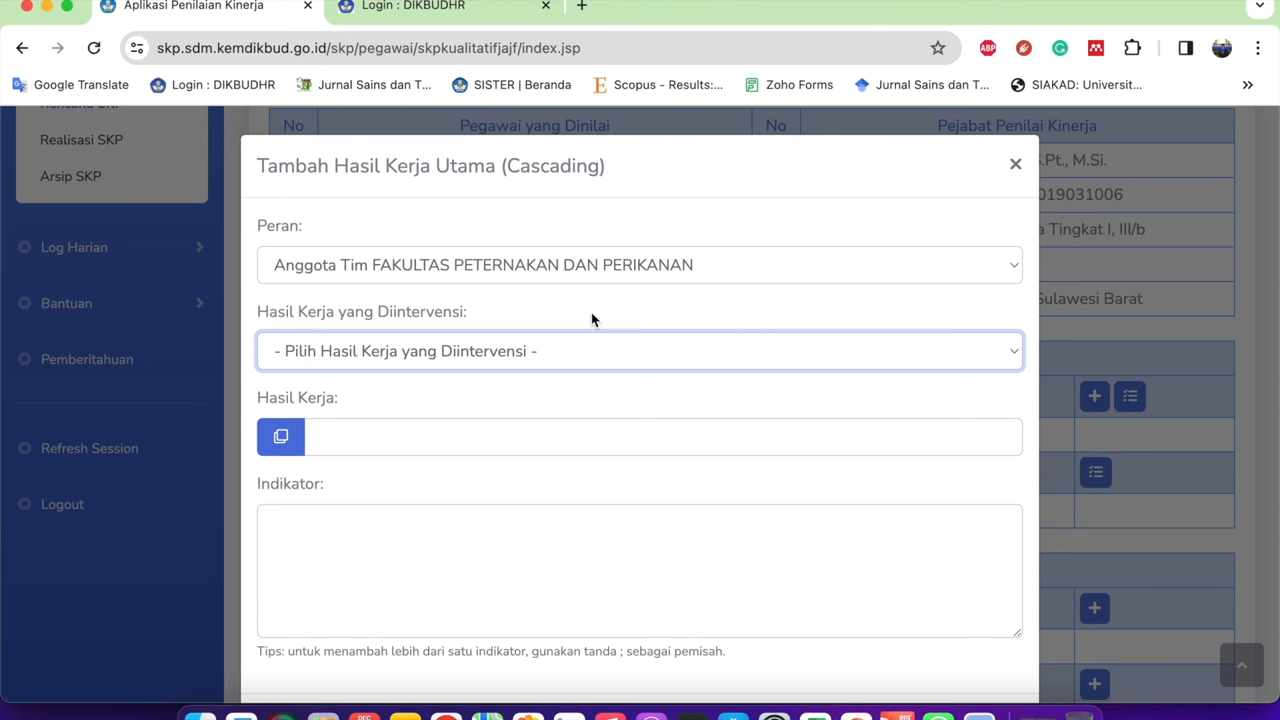 Aplikasi Penilaian Kinerja
Login : DIKBUDHR
skp.sdm.kemdikbud.go.id/skp/pegawai/skpkualitatifjajf/index.jsp
ABP
Google Translate
Login : DIKBUDHR
Jurnal Sains dan T...
SISTER | Beranda
Scopus - Results:...
Zoho Forms
Jurnal Sains dan T...
SIAKAD: Universit...
Rencana SKP
Realisasi SKP
Arsip SKP
Log Harian
Bantuan
Pemberitahuan
Refresh Session
Logout
No
Pegawai yang Dinilai
No
Pejabat Penilai Kinerja
S.Pt., M.Si.
019031006
a Tingkat I, III/b
Sulawesi Barat
Tambah Hasil Kerja Utama (Cascading)
Peran:
Anggota Tim FAKULTAS PETERNAKAN DAN PERIKANAN
Hasil Kerja yang Diintervensi:
- Pilih Hasil Kerja yang Diintervensi -
Hasil Kerja:
Indikator:
Tips: untuk menambah lebih dari satu indikator, gunakan tanda ; sebagai pemisah.